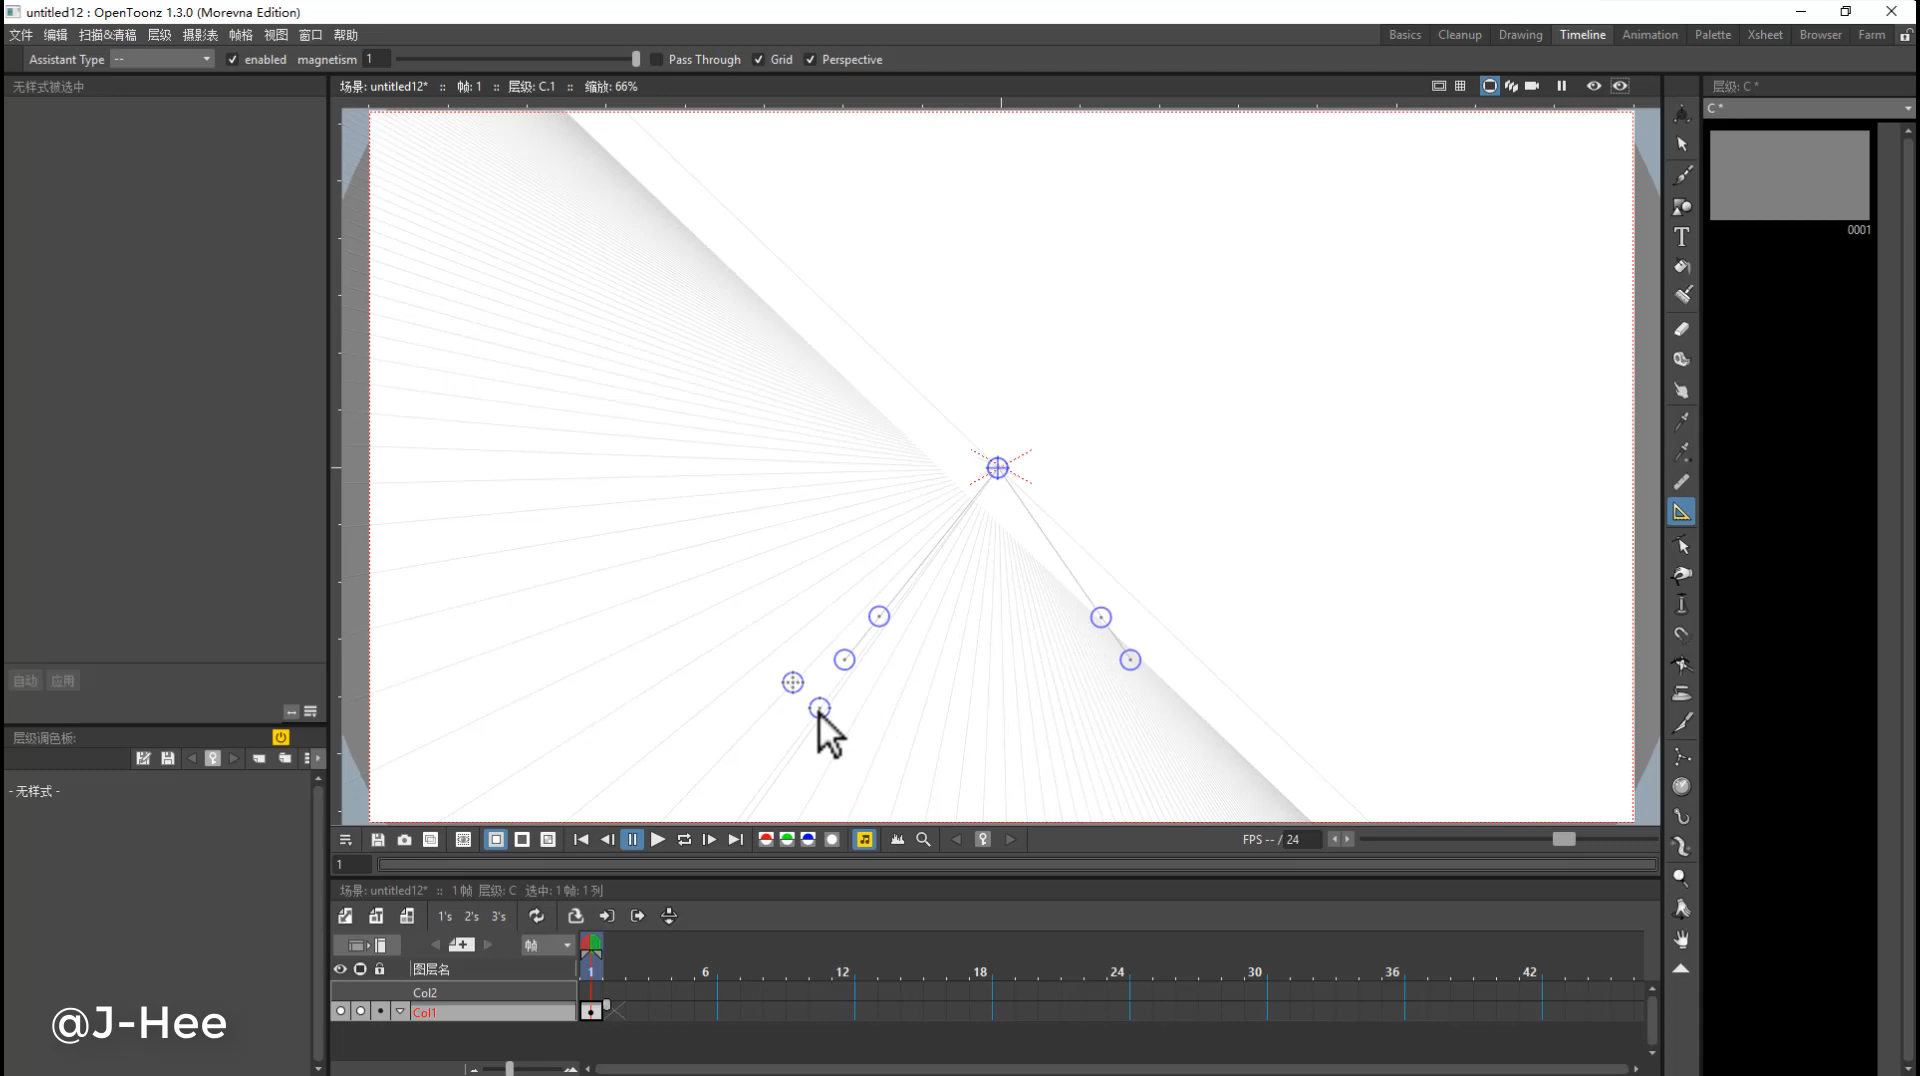 untitled12 : OpenToonz 1.3.0 (Morevna Edition)
文件 编辑 扫描&清稿 层级 摄影表 帧格 视图 窗口 帮助
Basics Cleanup Drawing Timeline Animation Palette Xsheet Browser Farm
Assistant Type -- enabled magnetism 1 Pass Through Grid Perspective
无样式被选中
场景: untitled12* :: 帧: 1 :: 层级: C.1 :: 缩放: 66%
层级: C *
C *
0001
自动 应用
层级调色板:
- 无样式 -
FPS -- / 24
1
场景: untitled12* :: 1 帧 层级: C 选中: 1 帧: 1 列
1's 2's 3's
帧
图层名
1 6 12 18 24 30 36 42
Col2
Col1
@J-Hee